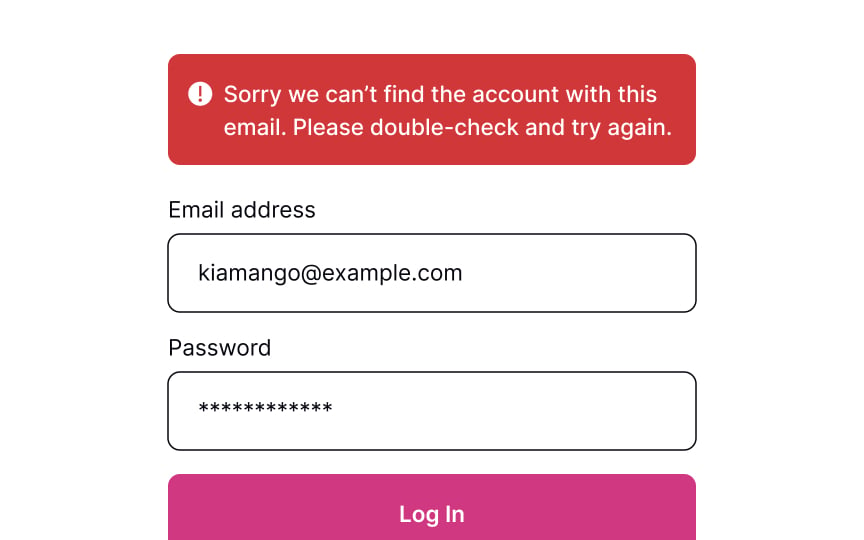 Sorry we can’t find the account with this
email. Please double-check and try again.
Email address
kiamango@example.com
Password
************
Log In